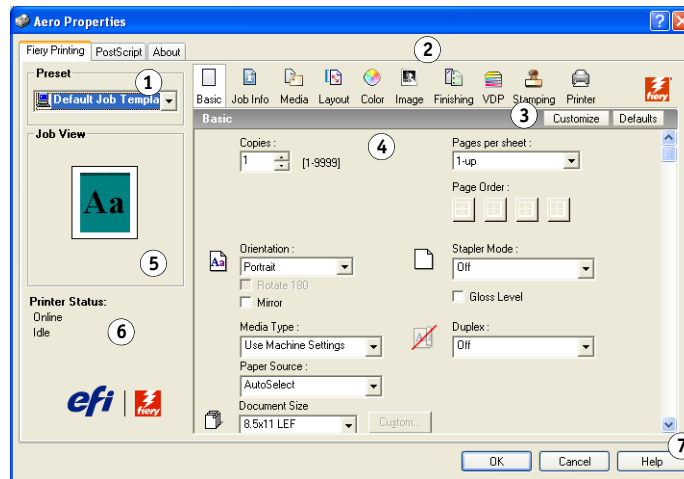 Aero Properties
?
Fiery Printing PostScript About
2
Preset
1
Default Job Templa
Basic Job Info Media Layout Color Image Finishing VDP Stamping Printer
fiery
Basic
3
Customize Defaults
Job View
Aa
5
Copies :
1 [1-9999]
4
Pages per sheet :
1-up
Page Order :
Orientation :
Aa
Portrait
Rotate 180
Mirror
Stapler Mode :
Off
Gloss Level
Printer Status:
Online
Idle
6
Media Type :
Use Machine Settings
Duplex :
Off
Paper Source :
AutoSelect
Document Size
8.5x11 LEF
Custom...
efi fiery
7
OK Cancel Help